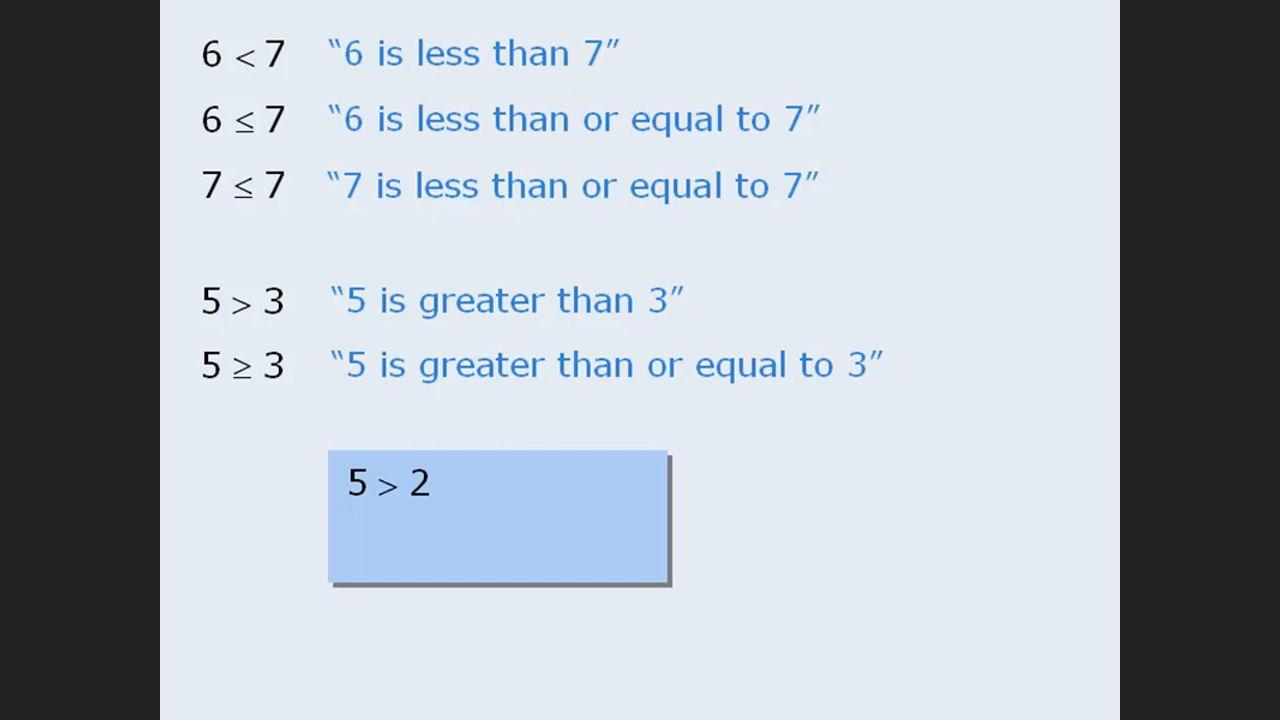 6 < 7 “6 is less than 7”
6 ≤ 7 “6 is less than or equal to 7”
7 ≤ 7 “7 is less than or equal to 7”
5 > 3 “5 is greater than 3”
5 ≥ 3 “5 is greater than or equal to 3”
5 > 2